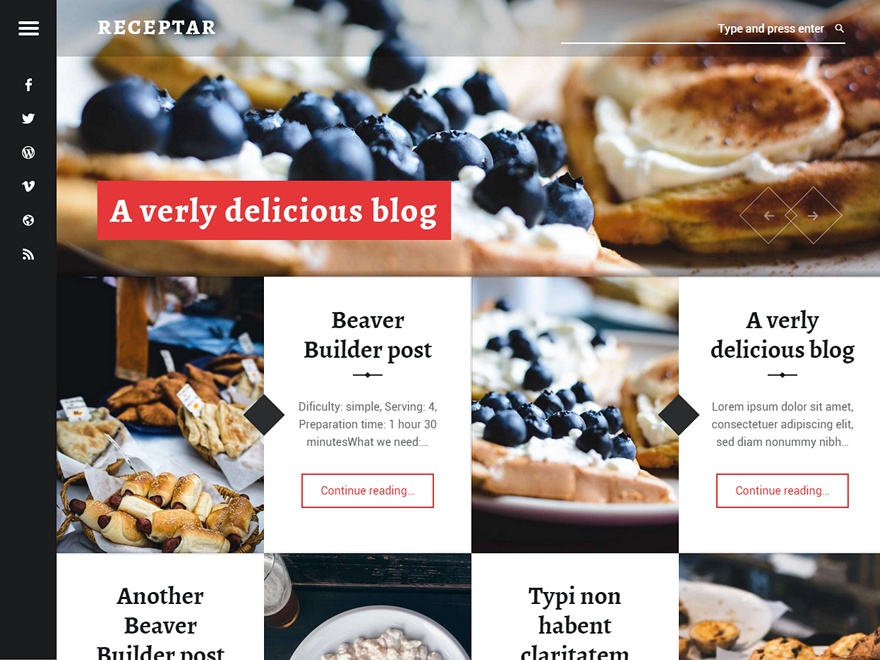 RECEPTAR
Type and press enter
A verly delicious blog
Beaver
Builder post
Dificulty: simple, Serving: 4,
Preparation time: 1 hour 30
minutesWhat we need:...
Continue reading...
A verly
delicious blog
Lorem ipsum dolor sit amet,
consectetuer adipiscing elit,
sed diam nonummy nibh...
Continue reading...
Another
Beaver
Builder post
Typi non
habent
claritatem